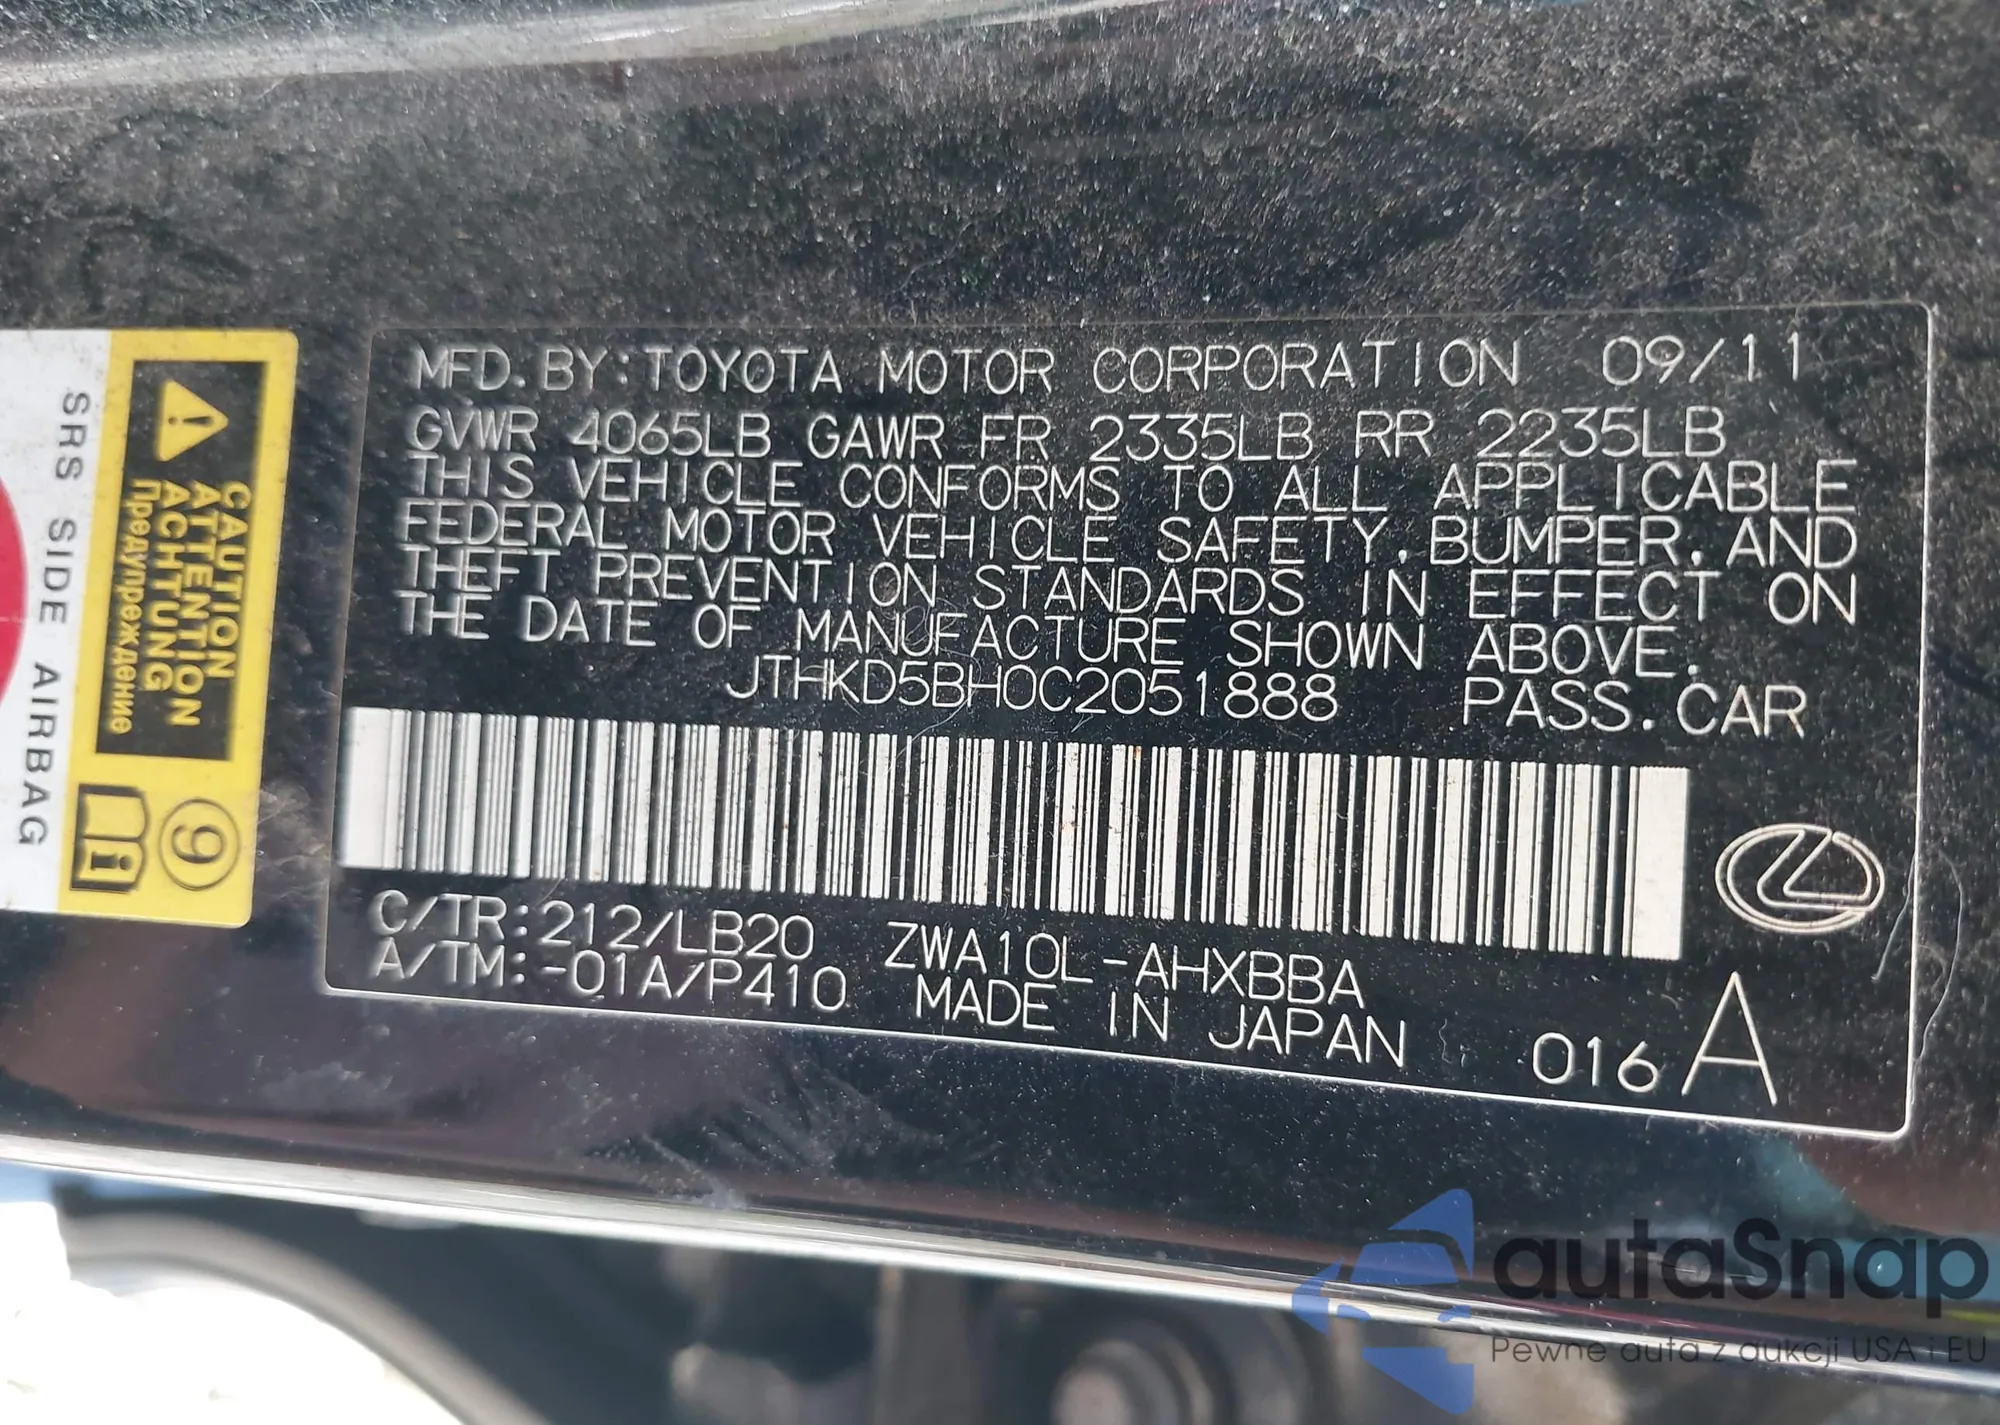 MFD. BY: TOYOTA MOTOR CORPORATION 09/11
GVWR 4065LB GAWR FR 2335LB RR 2235LB
THIS VEHICLE CONFORMS TO ALL APPLICABLE
FEDERAL MOTOR VEHICLE SAFETY, BUMPER, AND
THEFT PREVENTION STANDARDS IN EFFECT ON
THE DATE OF MANUFACTURE SHOWN ABOVE.
JTHKD5BH0C2051888 PASS. CAR
C/TR:212/LB20 ZWA10L-AHXBBA
A/TM:-01A/P410 MADE IN JAPAN 016 A
CAUTION
ATTENTION
ACHTUNG
Предупреждение
9
SRS SIDE AIRBAG
autaSnap
Pewne auta z aukcji USA i EU